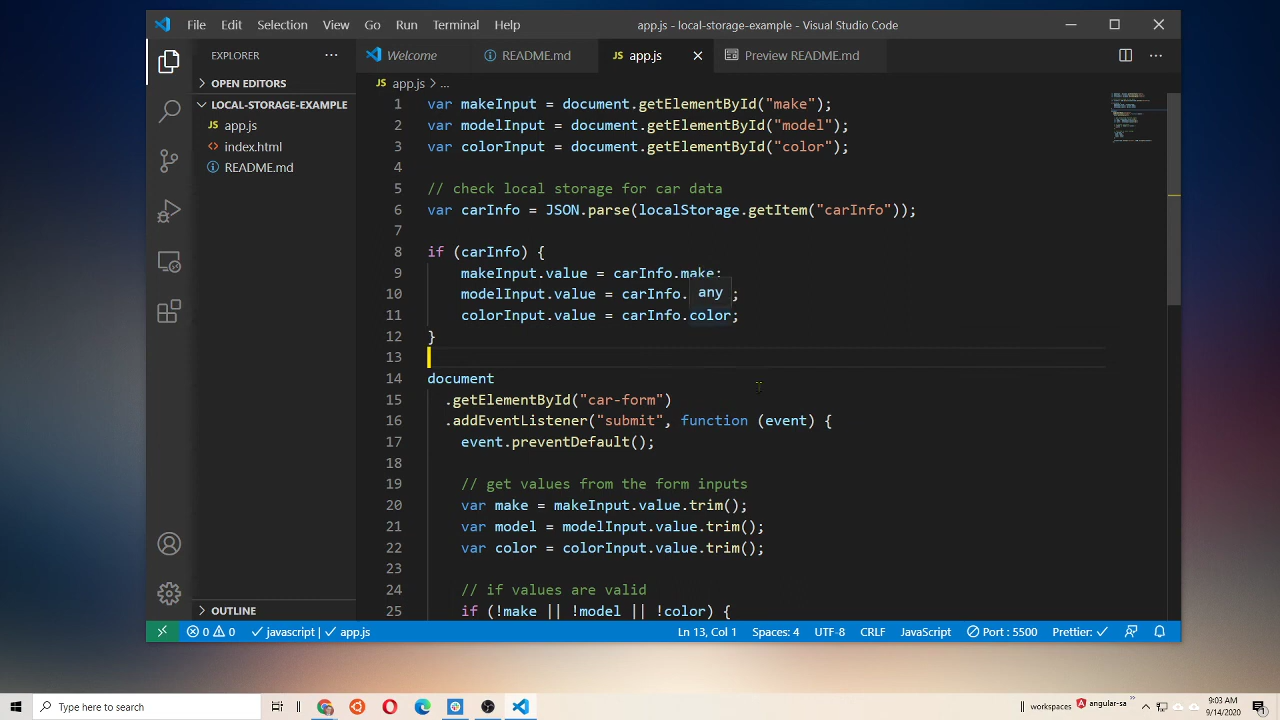 File Edit Selection View Go Run Terminal Help
app.js - local-storage-example - Visual Studio Code
EXPLORER
OPEN EDITORS
LOCAL-STORAGE-EXAMPLE
JS app.js
index.html
README.md
OUTLINE
Welcome README.md JS app.js Preview README.md
JS app.js > ...
1 var makeInput = document.getElementById("make");
2 var modelInput = document.getElementById("model");
3 var colorInput = document.getElementById("color");
4
5 // check local storage for car data
6 var carInfo = JSON.parse(localStorage.getItem("carInfo"));
7
8 if (carInfo) {
9 makeInput.value = carInfo.make;
10 modelInput.value = carInfo. any ;
11 colorInput.value = carInfo.color;
12 }
13
14 document
15 .getElementById("car-form")
16 .addEventListener("submit", function (event) {
17 event.preventDefault();
18
19 // get values from the form inputs
20 var make = makeInput.value.trim();
21 var model = modelInput.value.trim();
22 var color = colorInput.value.trim();
23
24 // if values are valid
25 if (!make || !model || !color) {
0 0 javascript | app.js Ln 13, Col 1 Spaces: 4 UTF-8 CRLF JavaScript Port : 5500 Prettier:
Type here to search
workspaces angular-sa
9:03 AM
9/14/2020
1